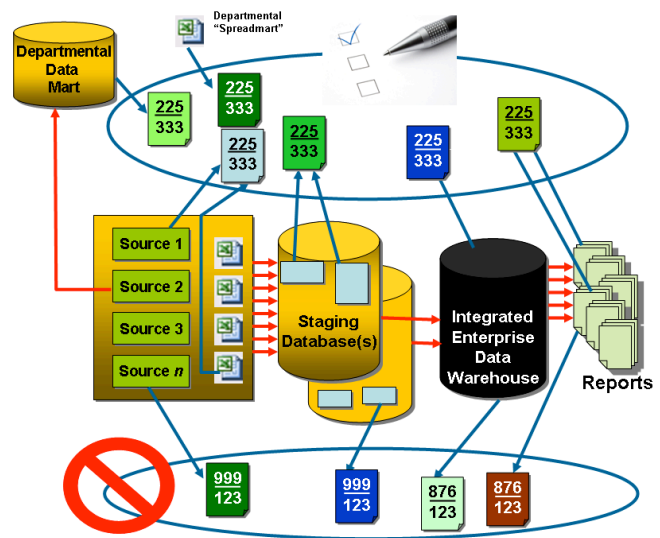 Departmental
“Spreadmart”
Departmental
Data
Mart
225
333
225
333
225
333
225
333
225
333
225
333
Source 1
Source 2
Source 3
Source n
Staging
Database(s)
Integrated
Enterprise
Data
Warehouse
Reports
999
123
999
123
876
123
876
123